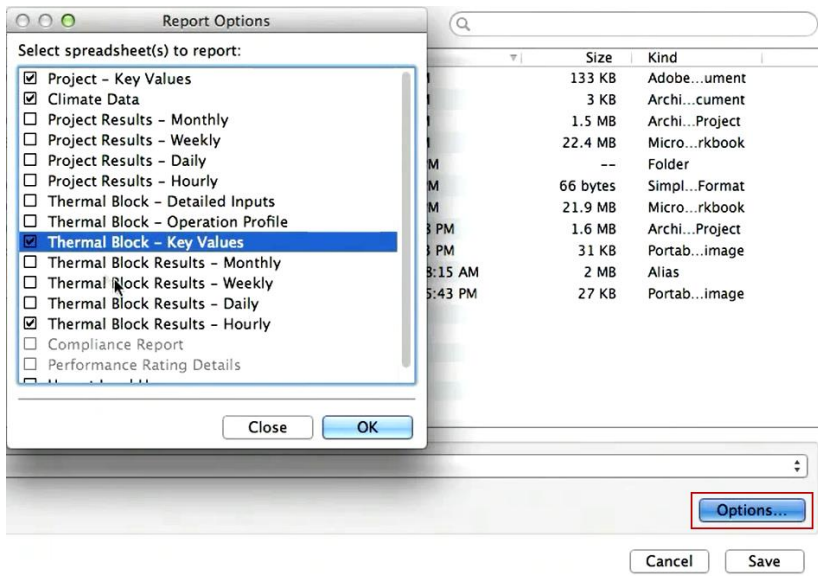 Report Options
Select spreadsheet(s) to report:
Project – Key Values
Climate Data
Project Results – Monthly
Project Results – Weekly
Project Results – Daily
Project Results – Hourly
Thermal Block – Detailed Inputs
Thermal Block – Operation Profile
Thermal Block – Key Values
Thermal Block Results – Monthly
Thermal Block Results – Weekly
Thermal Block Results – Daily
Thermal Block Results – Hourly
Compliance Report
Performance Rating Details
Close OK
Size Kind
133 KB Adobe...ument
3 KB Archi...cument
1.5 MB Archi...Project
22.4 MB Micro...rkbook
M -- Folder
M 66 bytes Simpl...Format
M 21.9 MB Micro...rkbook
PM 1.6 MB Archi...Project
PM 31 KB Portab...image
:15 AM 2 MB Alias
:43 PM 27 KB Portab...image
Options...
Cancel Save